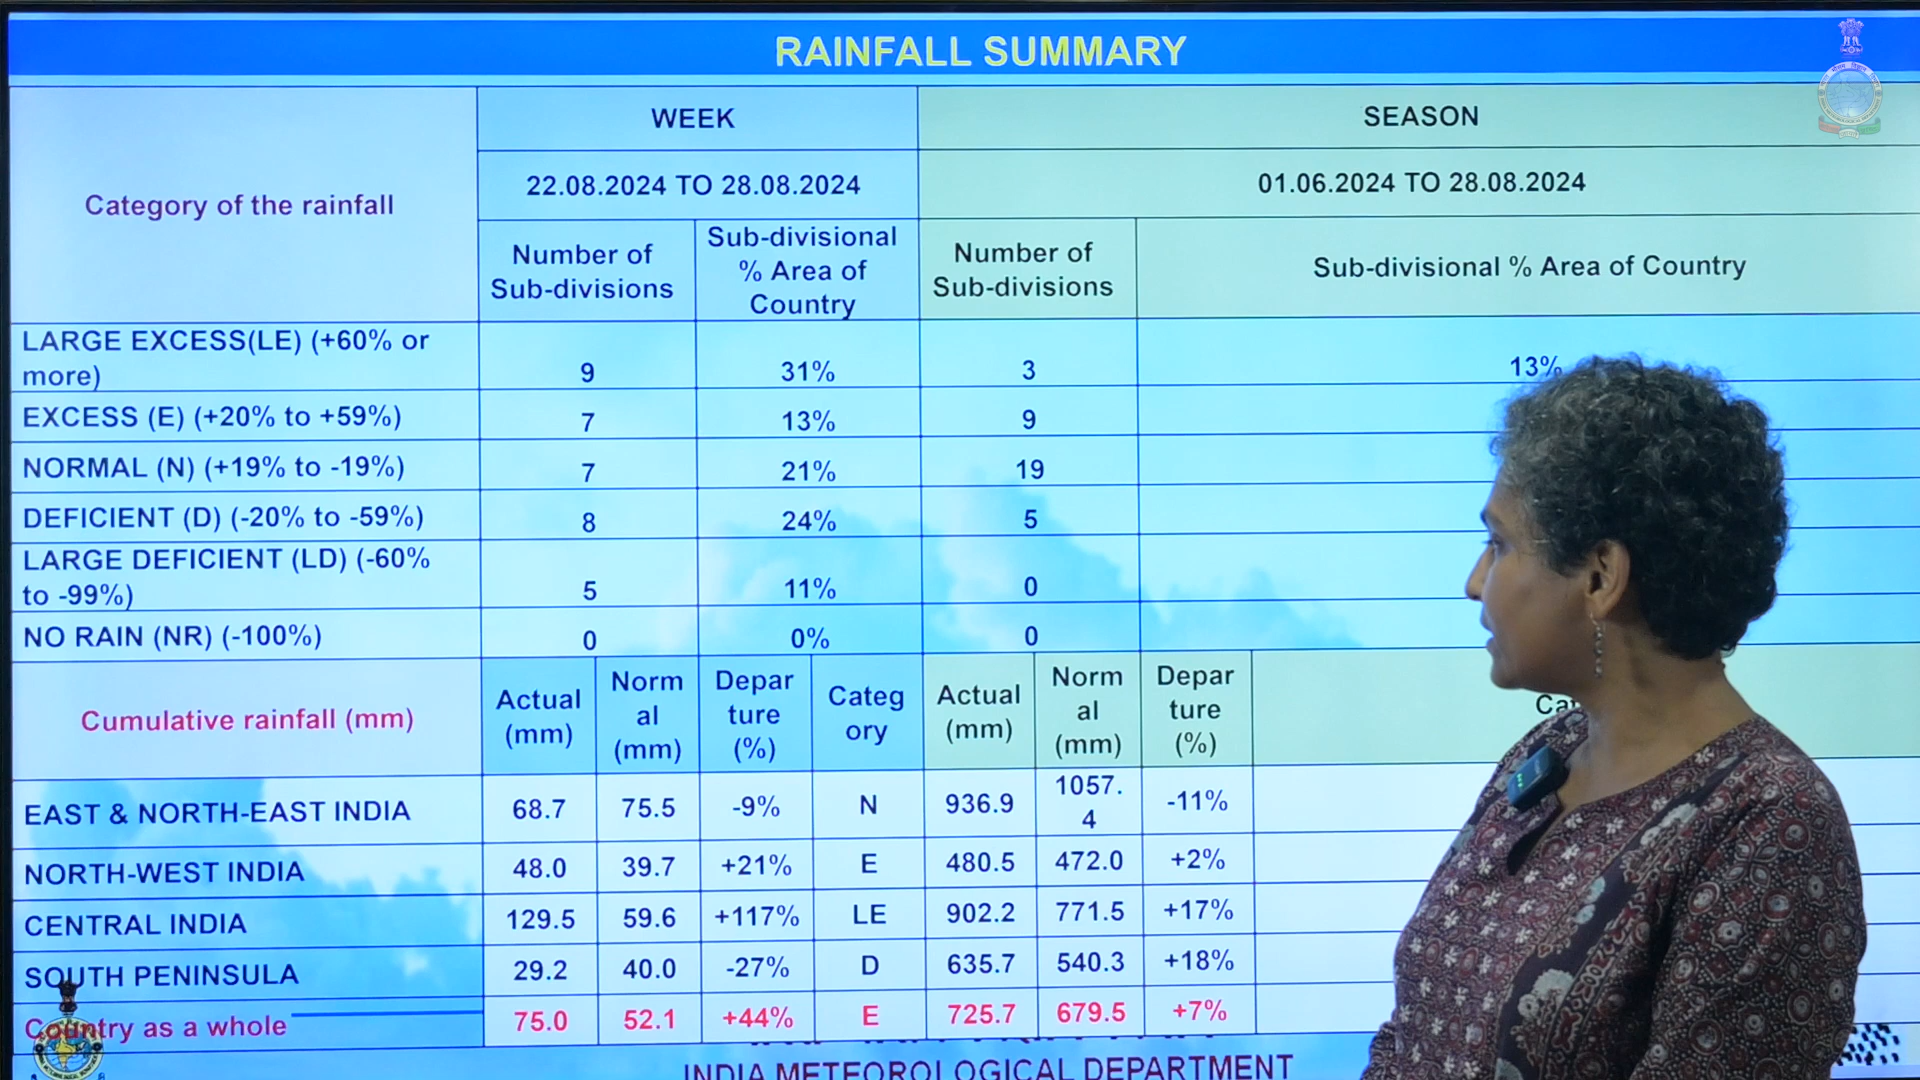 RAINFALL SUMMARY
Category of the rainfall
WEEK
SEASON
22.08.2024 TO 28.08.2024
01.06.2024 TO 28.08.2024
Number of
Sub-divisions
Sub-divisional
% Area of
Country
Number of
Sub-divisions
Sub-divisional % Area of Country
LARGE EXCESS(LE) (+60% or
more)
9 31% 3 13%
EXCESS (E) (+20% to +59%) 7 13% 9
NORMAL (N) (+19% to -19%) 7 21% 19
DEFICIENT (D) (-20% to -59%) 8 24% 5
LARGE DEFICIENT (LD) (-60%
to -99%)
5 11% 0
NO RAIN (NR) (-100%) 0 0% 0
Cumulative rainfall (mm)
Actual
(mm)
Norm
al
(mm)
Depar
ture
(%)
Categ
ory
Actual
(mm)
Norm
al
(mm)
Depar
ture
(%)
EAST & NORTH-EAST INDIA 68.7 75.5 -9% N 936.9 1057.
4 -11%
NORTH-WEST INDIA 48.0 39.7 +21% E 480.5 472.0 +2%
CENTRAL INDIA 129.5 59.6 +117% LE 902.2 771.5 +17%
SOUTH PENINSULA 29.2 40.0 -27% D 635.7 540.3 +18%
Country as a whole 75.0 52.1 +44% E 725.7 679.5 +7%
INDIA METEOROLOGICAL DEPARTMENT